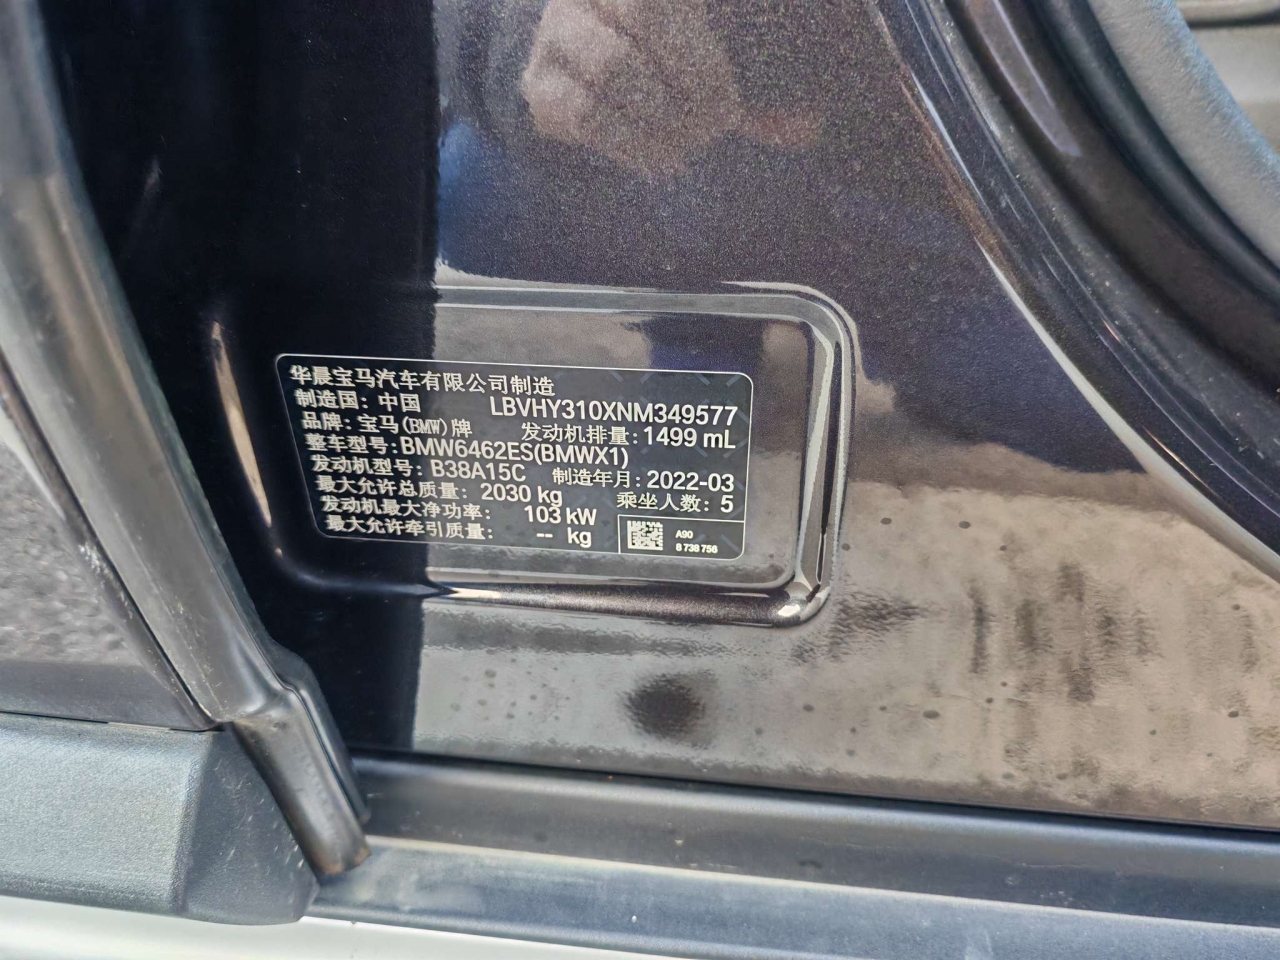 华晨宝马汽车有限公司制造
制造国：中国 LBVHY310XNM349577
品牌：宝马(BMW)牌 发动机排量：1499 mL
整车型号：BMW6462ES(BMWX1)
发动机型号：B38A15C 制造年月：2022-03
最大允许总质量： 2030 kg 乘坐人数：5
发动机最大净功率： 103 kW
最大允许牵引质量： -- kg
A90
8 738 756